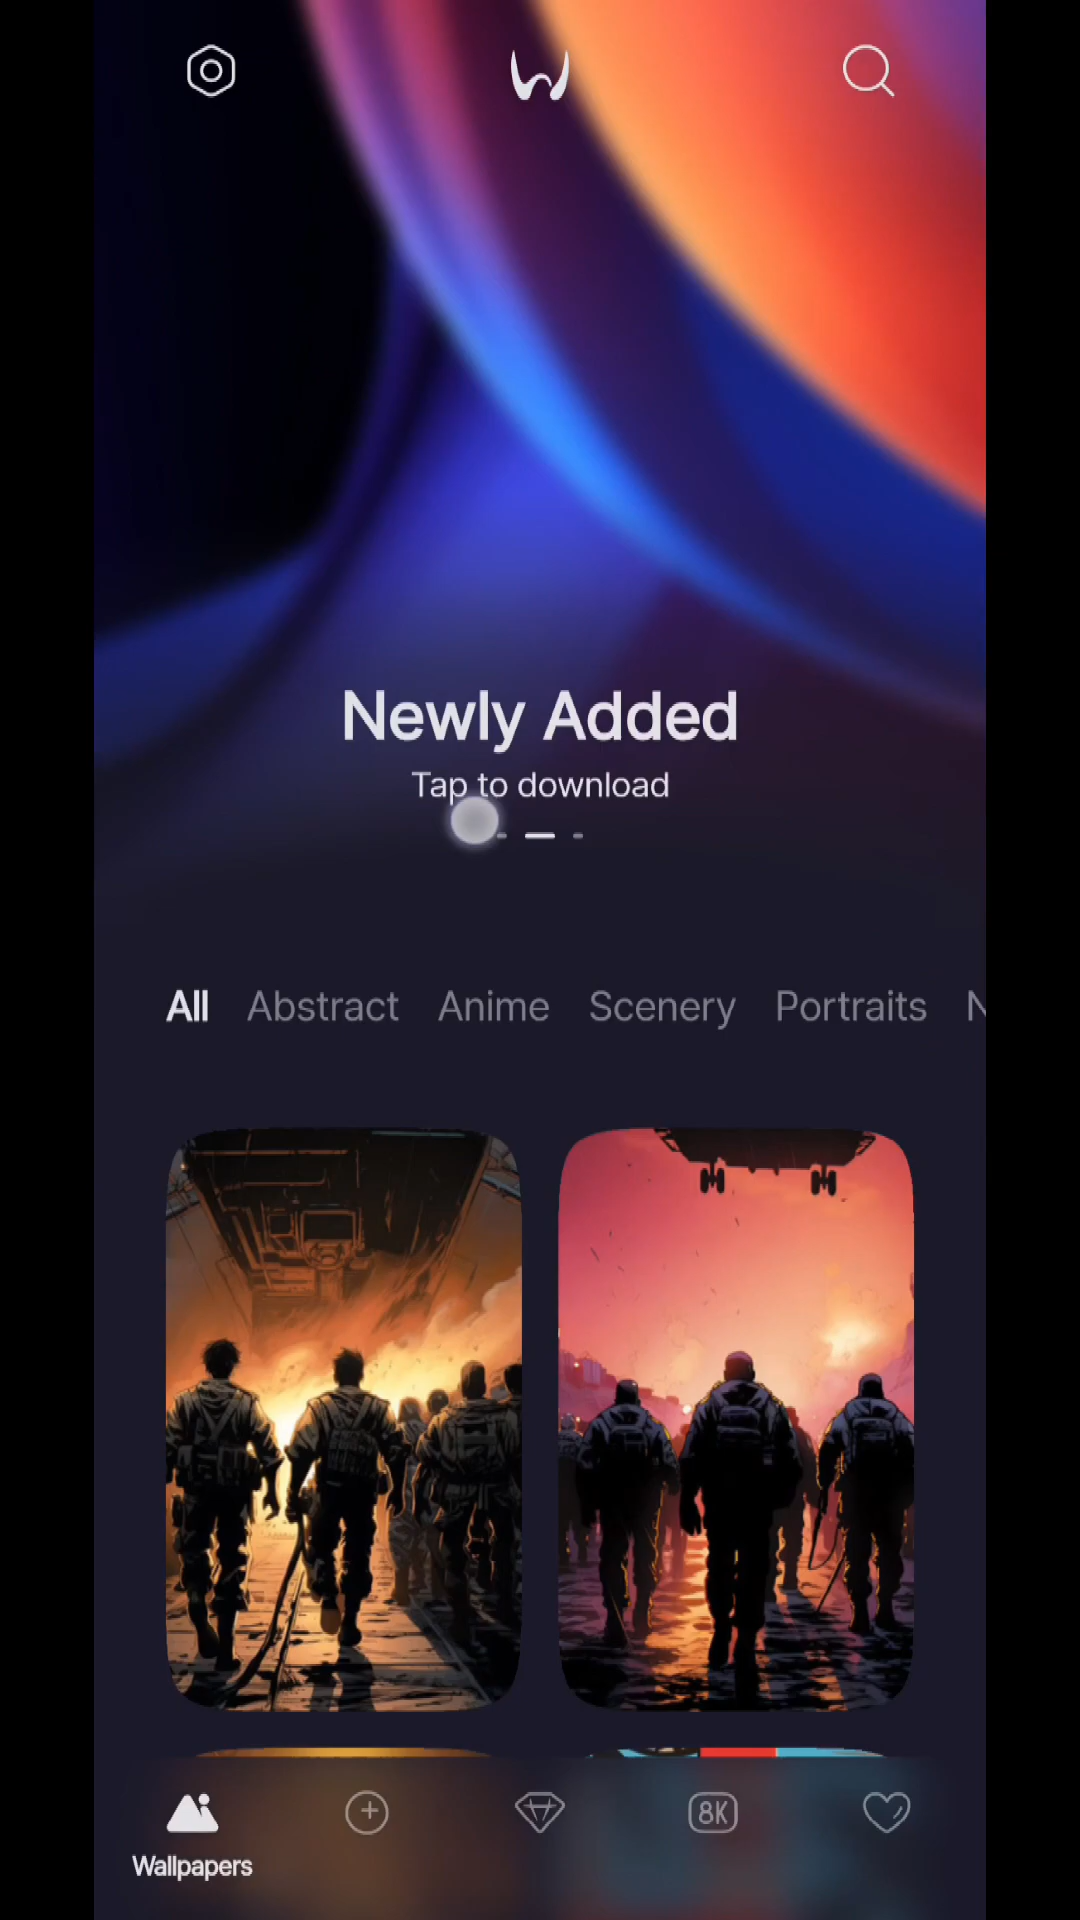 Newly Added
Tap to download
All Abstract Anime Scenery Portraits N
8K
Wallpapers